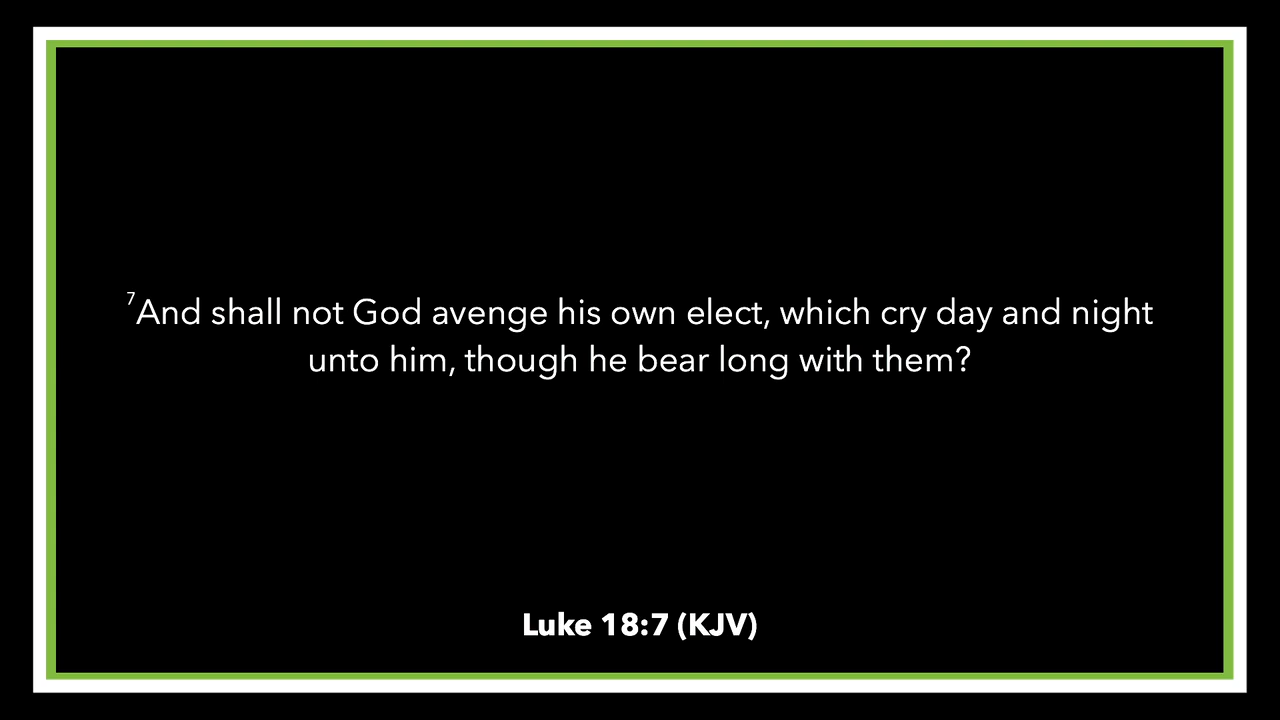 ⁷And shall not God avenge his own elect, which cry day and night
unto him, though he bear long with them?
Luke 18:7 (KJV)